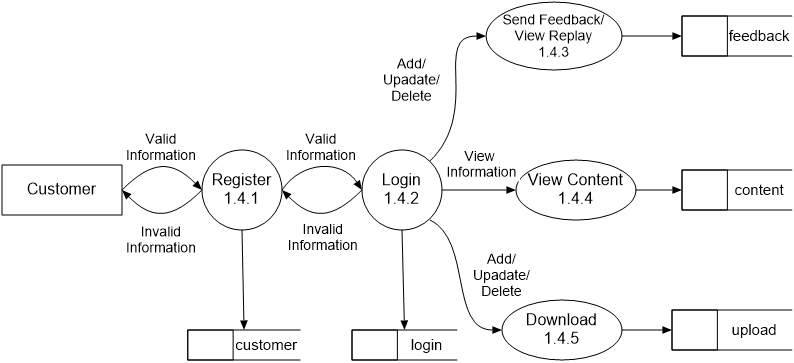 Send Feedback/
View Replay
1.4.3
feedback
Add/
Upadate/
Delete
Valid
Information
Valid
Information
View
Information
Customer
Register
1.4.1
Login
1.4.2
View Content
1.4.4
content
Invalid
Information
Invalid
Information
Add/
Upadate/
Delete
Download
1.4.5
upload
customer
login